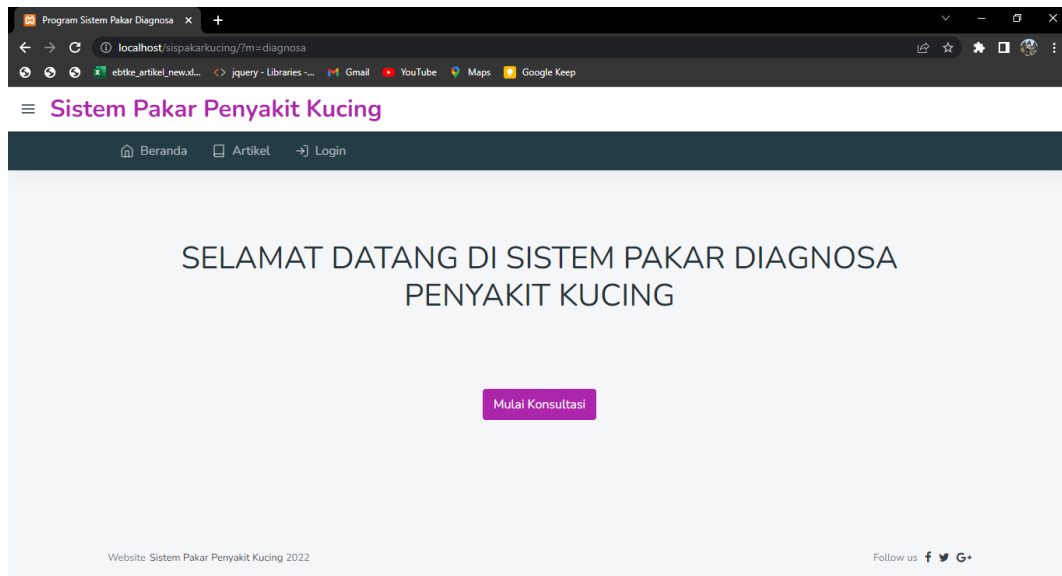 Program Sistem Pakar Diagnosa
localhost/sispakarkucing/?m=diagnosa
ebtke_artikel_new.xl... jquery - Libraries -... Gmail YouTube Maps Google Keep
Sistem Pakar Penyakit Kucing
Beranda Artikel Login
SELAMAT DATANG DI SISTEM PAKAR DIAGNOSA
PENYAKIT KUCING
Mulai Konsultasi
Website Sistem Pakar Penyakit Kucing 2022 Follow us